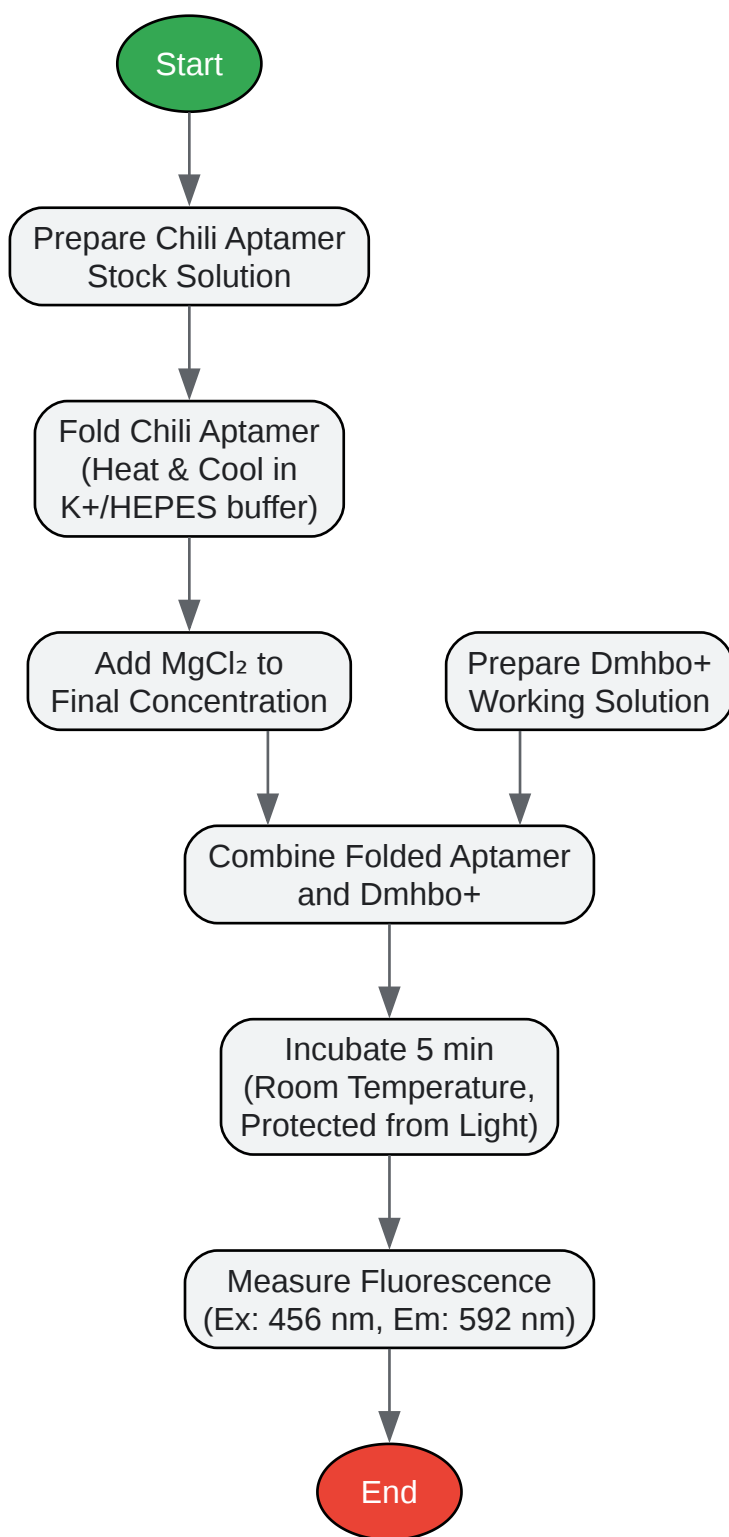 Start
Prepare Chili Aptamer
Stock Solution
Fold Chili Aptamer
(Heat & Cool in
K+/HEPES buffer)
Add MgCl₂ to
Final Concentration
Prepare Dmhbo+
Working Solution
Combine Folded Aptamer
and Dmhbo+
Incubate 5 min
(Room Temperature,
Protected from Light)
Measure Fluorescence
(Ex: 456 nm, Em: 592 nm)
End